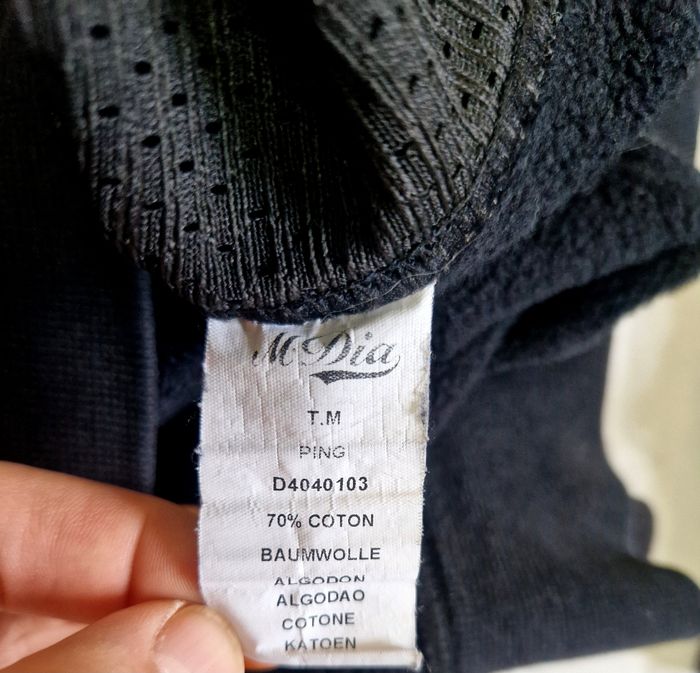 M Dia
T.M
PING
D4040103
70% COTON
BAUMWOLLE
ALGODON
ALGODAO
COTONE
KATOEN